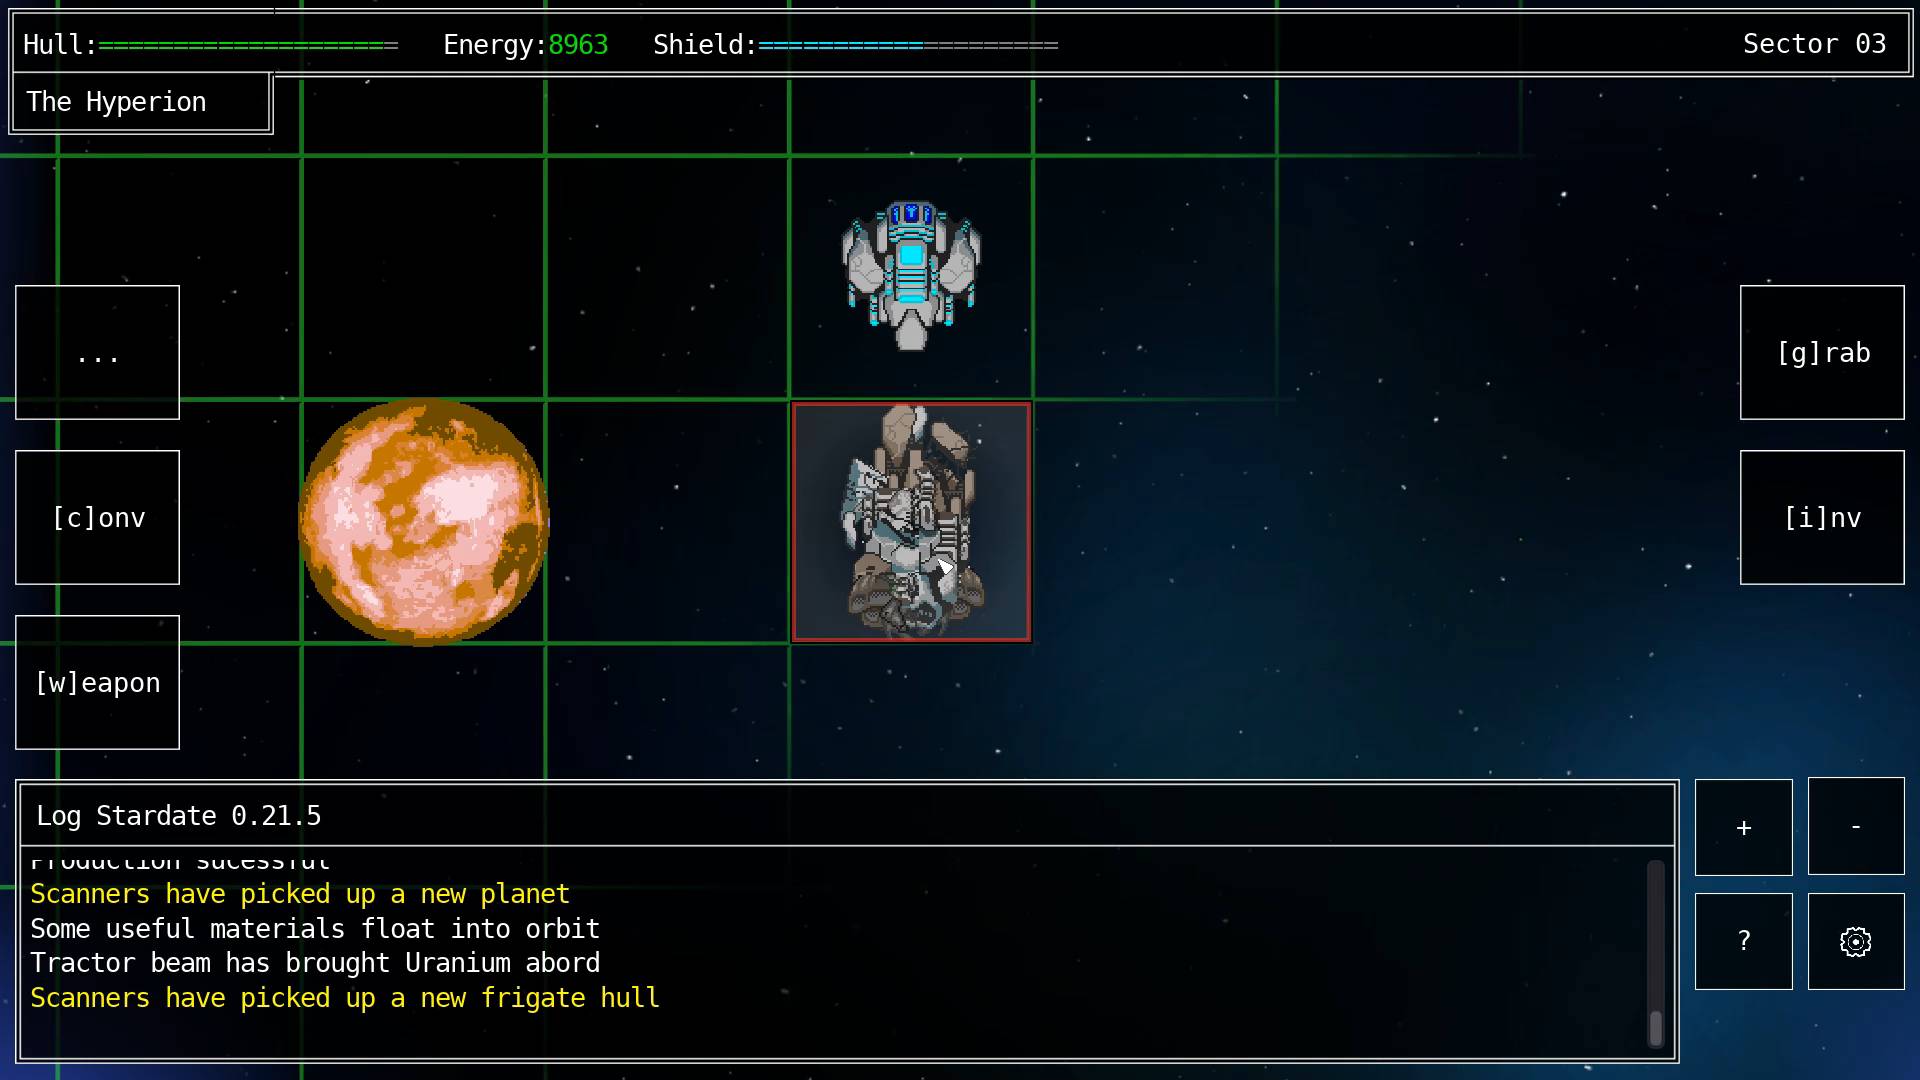 Hull: Energy:8963 Shield: Sector 03
The Hyperion
...
[c]onv
[w]eapon
[g]rab
[i]nv
Log Stardate 0.21.5
Production sucessful
Scanners have picked up a new planet
Some useful materials float into orbit
Tractor beam has brought Uranium abord
Scanners have picked up a new frigate hull
+ -
?